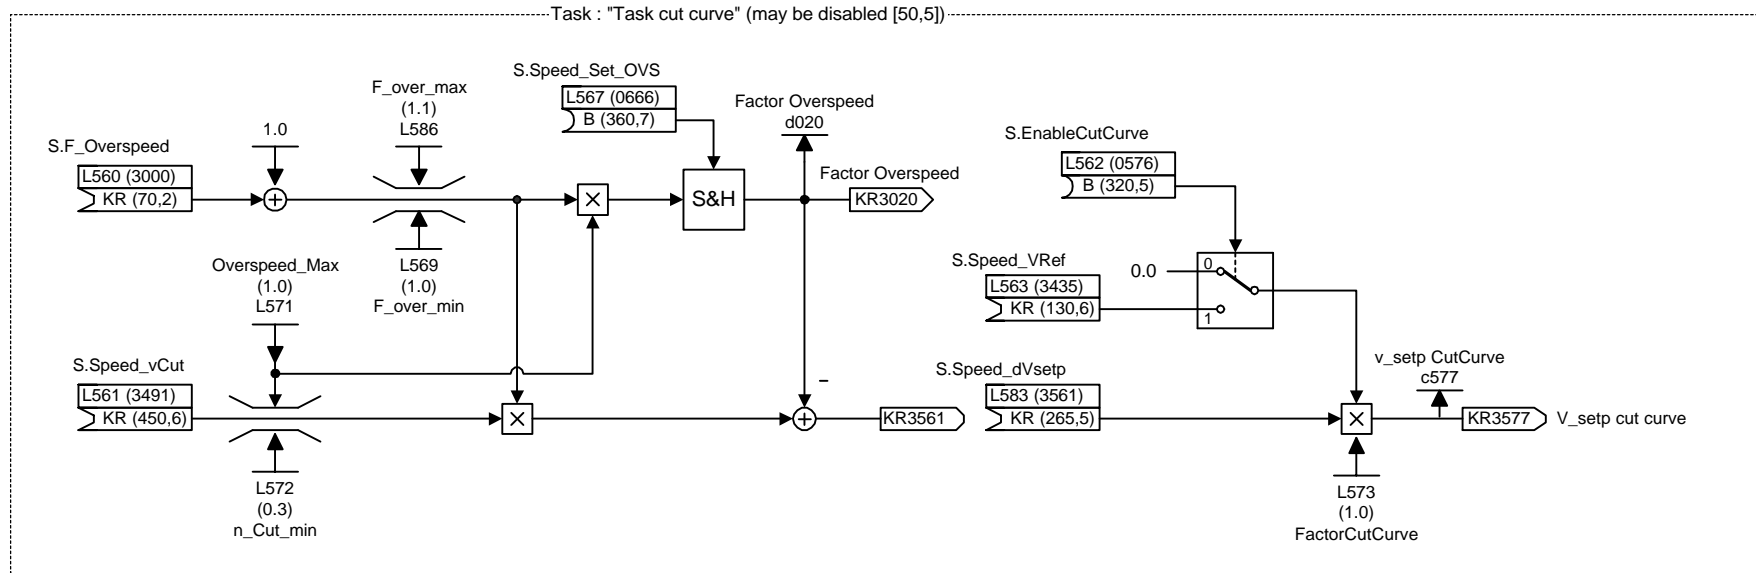 Task : "Task cut curve" (may be disabled [50,5])
S.F_Overspeed
L560 (3000)
KR (70,2)
1.0
+
F_over_max
(1.1)
L586
L569
(1.0)
F_over_min
S.Speed_Set_OVS
L567 (0666)
B (360,7)
×
S&H
Factor Overspeed
d020
Factor Overspeed
KR3020
Overspeed_Max
(1.0)
L571
S.Speed_vCut
L561 (3491)
KR (450,6)
L572
(0.3)
n_Cut_min
×
–
+
KR3561
S.EnableCutCurve
L562 (0576)
B (320,5)
S.Speed_VRef
L563 (3435)
KR (130,6)
0.0
0
1
S.Speed_dVsetp
L583 (3561)
KR (265,5)
×
L573
(1.0)
FactorCutCurve
v_setp CutCurve
c577
KR3577
V_setp cut curve